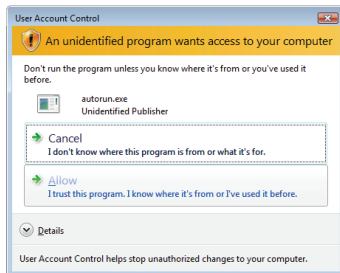 User Account Control
An unidentified program wants access to your computer
Don't run the program unless you know where it's from or you've used it
before.
autorun.exe
Unidentified Publisher
Cancel
I don't know where this program is from or what it's for.
Allow
I trust this program. I know where it's from or I've used it before.
Details
User Account Control helps stop unauthorized changes to your computer.